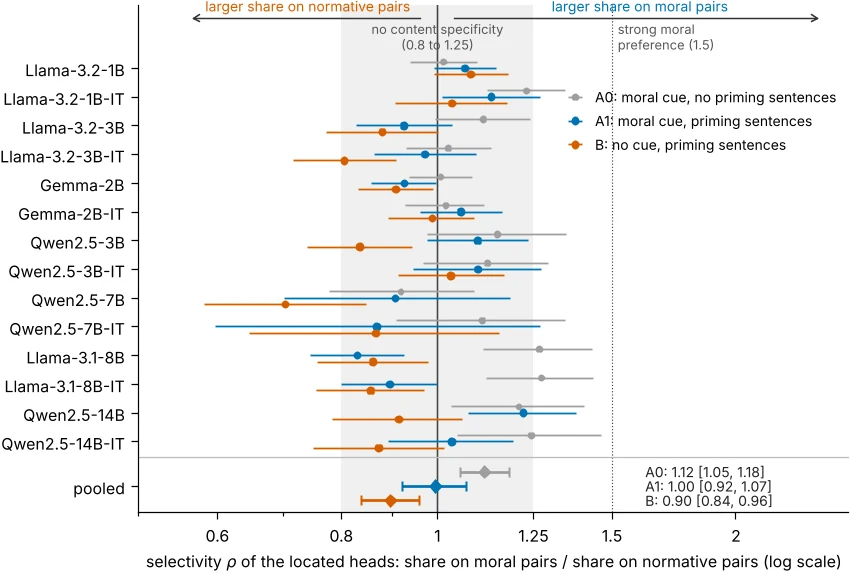 larger share on normative pairs
larger share on moral pairs
no content specificity
(0.8 to 1.25)
strong moral
preference (1.5)
Llama-3.2-1B
Llama-3.2-1B-IT
Llama-3.2-3B
Llama-3.2-3B-IT
Gemma-2B
Gemma-2B-IT
Qwen2.5-3B
Qwen2.5-3B-IT
Qwen2.5-7B
Qwen2.5-7B-IT
Llama-3.1-8B
Llama-3.1-8B-IT
Qwen2.5-14B
Qwen2.5-14B-IT
pooled
A0: moral cue, no priming sentences
A1: moral cue, priming sentences
B: no cue, priming sentences
A0: 1.12 [1.05, 1.18]
A1: 1.00 [0.92, 1.07]
B: 0.90 [0.84, 0.96]
0.6 0.8 1 1.25 1.5 2
selectivity ρ of the located heads: share on moral pairs / share on normative pairs (log scale)